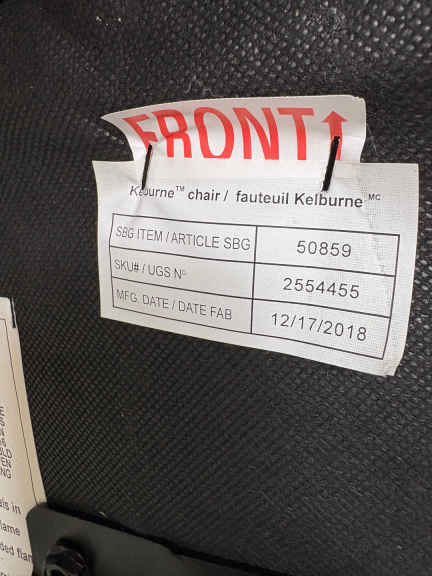 FRONT↑
Kelburne™ chair / fauteuil Kelburne MC
SBG ITEM / ARTICLE SBG 50859
SKU# / UGS Nº 2554455
MFG. DATE / DATE FAB 12/17/2018